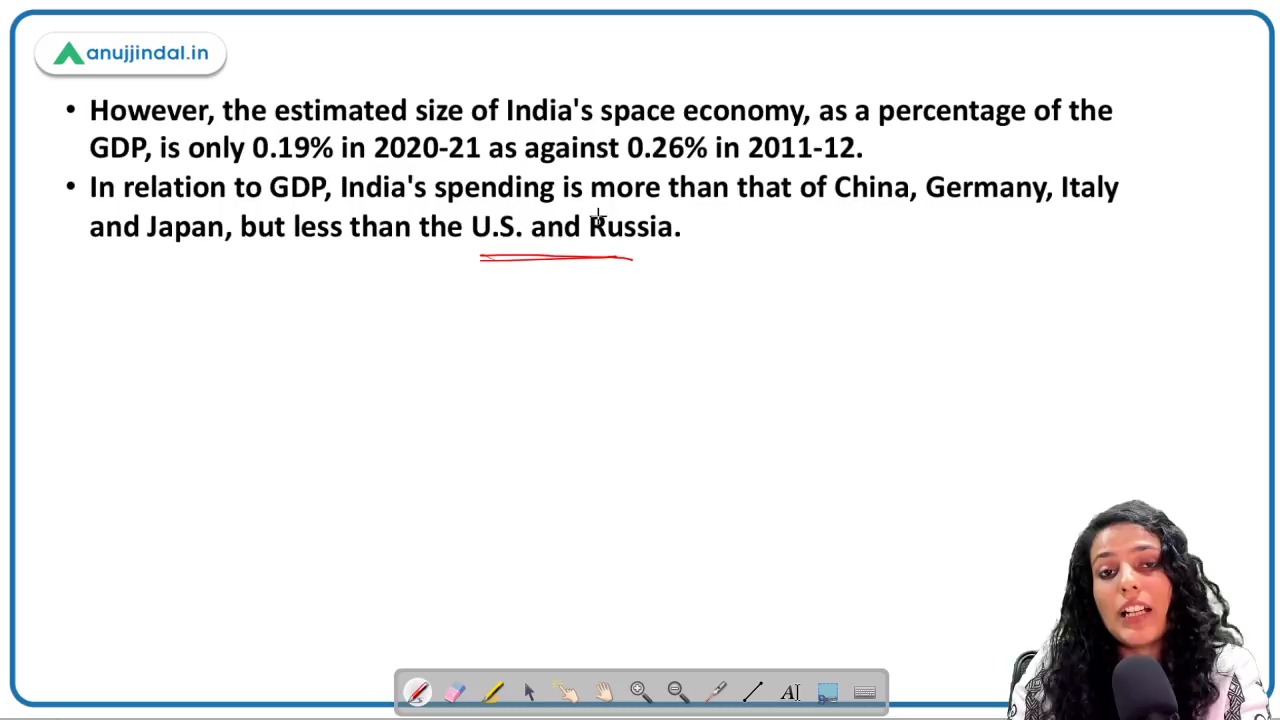 anujjindal.in
• However, the estimated size of India's space economy, as a percentage of the
GDP, is only 0.19% in 2020-21 as against 0.26% in 2011-12.
• In relation to GDP, India's spending is more than that of China, Germany, Italy
and Japan, but less than the U.S. and Russia.
AI